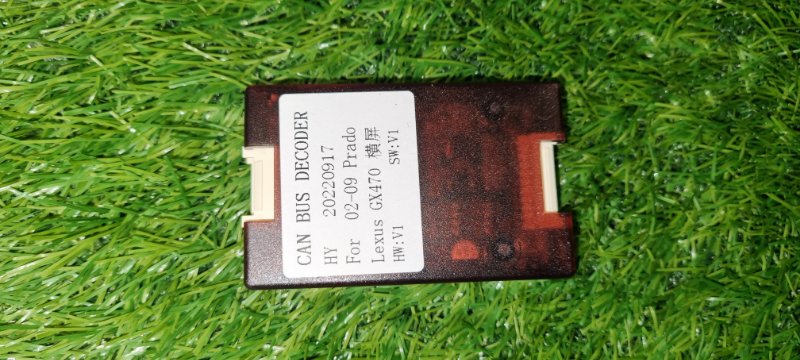 CAN BUS DECODER
HY 20220917
For 02-09 Prado
Lexus GX470 横屏
HW:V1 SW:V1